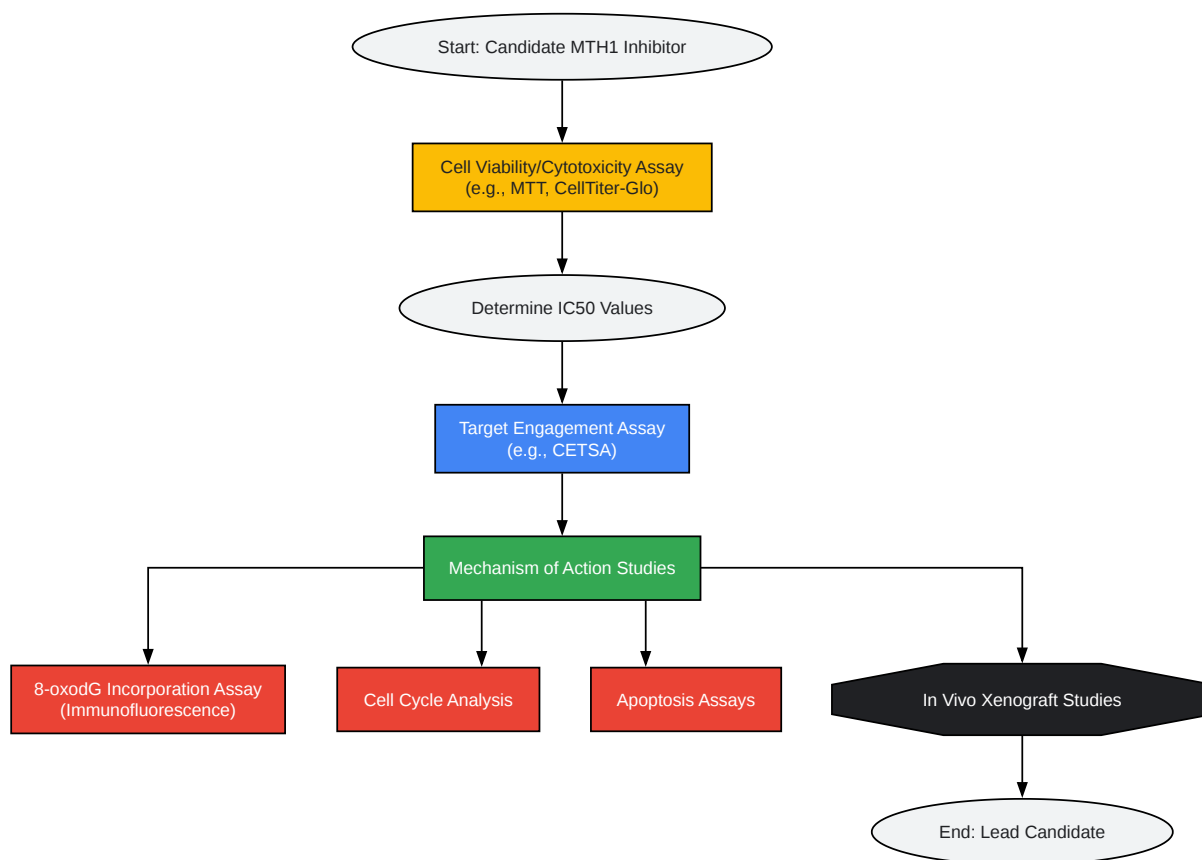 Start: Candidate MTH1 Inhibitor
Cell Viability/Cytotoxicity Assay
(e.g., MTT, CellTiter-Glo)
Determine IC50 Values
Target Engagement Assay
(e.g., CETSA)
Mechanism of Action Studies
8-oxodG Incorporation Assay
(Immunofluorescence)
Cell Cycle Analysis
Apoptosis Assays
In Vivo Xenograft Studies
End: Lead Candidate